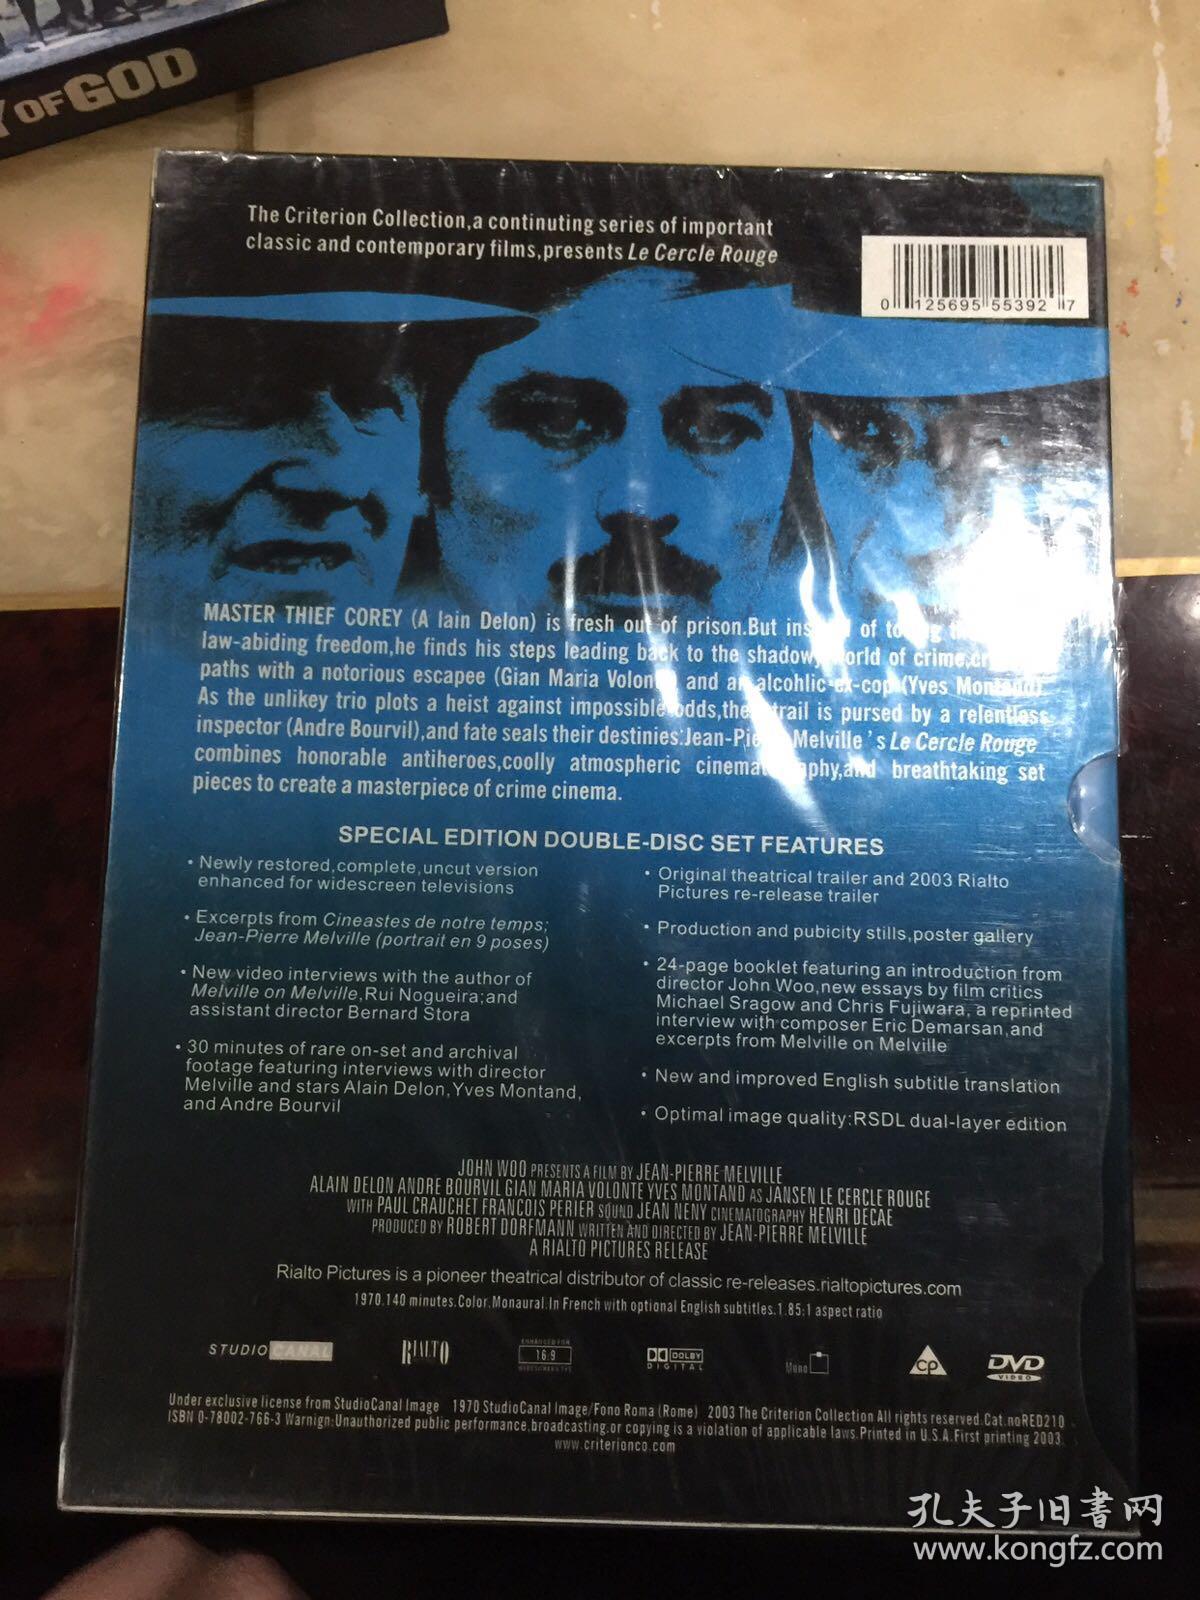 Y OF GOD
The Criterion Collection,a continuting series of important
classic and contemporary films,presents Le Cercle Rouge
0 125695 55392 7
MASTER THIEF COREY (A lain Delon) is fresh out of prison.But of
law-abiding freedom,he finds his steps leading back to the shadowy world of crime,
paths with a notorious escapee (Gian Maria Volonte) and an alcohlic ex-cop (Yves Montand)
As the unlikey trio plots a heist against impossible odds, trail is pursed by a relentless
inspector (Andre Bourvil),and fate seals their destinies.Jean-Pierre Melville's Le Cercle Rouge
combines honorable antiheroes,coolly atmospheric cinematography,and breathtaking set
pieces to create a masterpiece of crime cinema.
SPECIAL EDITION DOUBLE-DISC SET FEATURES
• Newly restored,complete,uncut version
enhanced for widescreen televisions
• Excerpts from Cineastes de notre temps;
Jean-Pierre Melville (portrait en 9 poses)
• New video interviews with the author of
Melville on Melville,Rui Nogueira;and
assistant director Bernard Stora
• 30 minutes of rare on-set and archival
footage featuring interviews with director
Melville and stars Alain Delon,Yves Montand,
and Andre Bourvil
• Original theatrical trailer and 2003 Rialto
Pictures re-release trailer
• Production and pubicity stills,poster gallery
• 24-page booklet featuring an introduction from
director John Woo,new essays by film critics
Michael Sragow and Chris Fujiwara, a reprinted
interview with composer Eric Demarsan,and
excerpts from Melville on Melville
• New and improved English subtitle translation
• Optimal image quality:RSDL dual-layer edition
JOHN WOO PRESENTS A FILM BY JEAN-PIERRE MELVILLE
ALAIN DELON ANDRE BOURVIL GIAN MARIA VOLONTE YVES MONTAND AS JANSEN LE CERCLE ROUGE
WITH PAUL CRAUCHET FRANCOIS PERIER SOUND JEAN NENY CINEMATOGRAPHY HENRI DECAE
PRODUCED BY ROBERT DORFMANN WRITTEN AND DIRECTED BY JEAN-PIERRE MELVILLE
A RIALTO PICTURES RELEASE
Rialto Pictures is a pioneer theatrical distributor of classic re-releases.rialtopictures.com
1970.140 minutes.Color.Monaural.In French with optional English subtitles.1.85:1 aspect ratio
STUDIO CANAL
RIALTO
ENHANCED FOR
16:9
WIDESCREEN TVS
DOLBY
DIGITAL
Mono
CP
DVD
VIDEO
Under exclusive license from StudioCanal Image 1970 StudioCanal Image/Fono Roma (Rome) 2003 The Criterion Collection All rights reserved.Cat.noRED210
ISBN 0-78002-766-3 Warnign:Unauthorized public performance,broadcasting,or copying is a violation of applicable laws.Printed in U.S.A.First printing 2003.
www.criterionco.com
孔夫子旧書网
www.kongfz.com